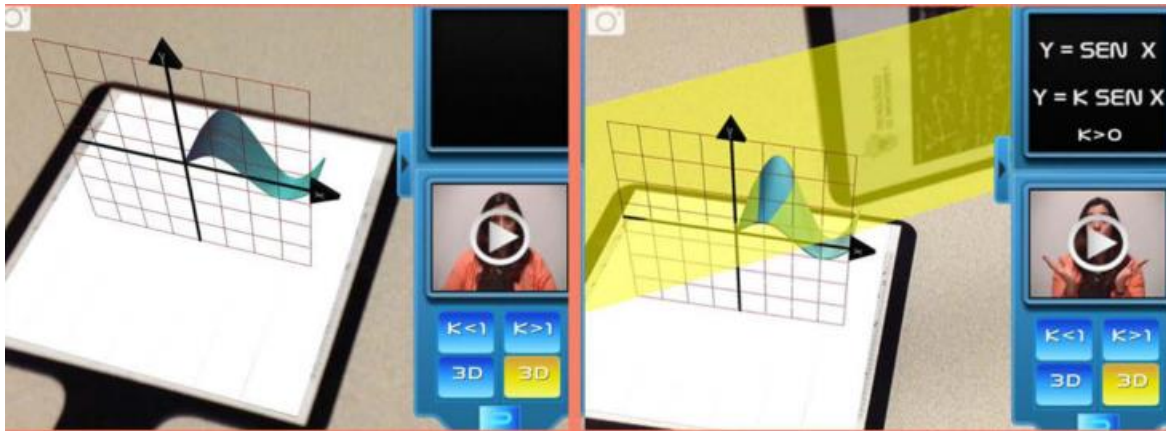 Y
X
K<1 K>1
3D 3D
Y = SEN X
Y = K SEN X
K>0
Y
X
K<1 K>1
3D 3D